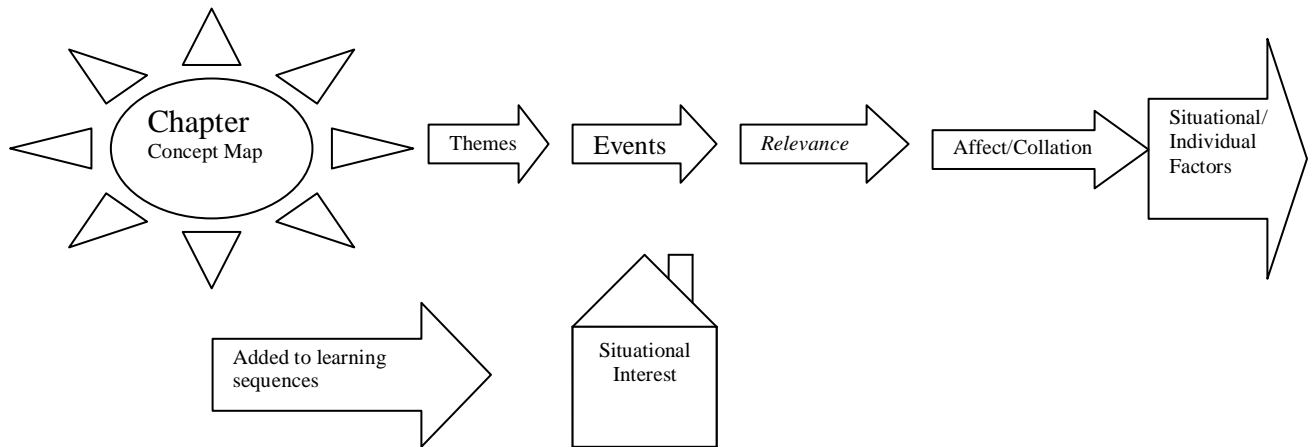 Chapter
Concept Map
Themes
Events
Relevance
Affect/Collation
Situational/
Individual
Factors
Added to learning
sequences
Situational
Interest